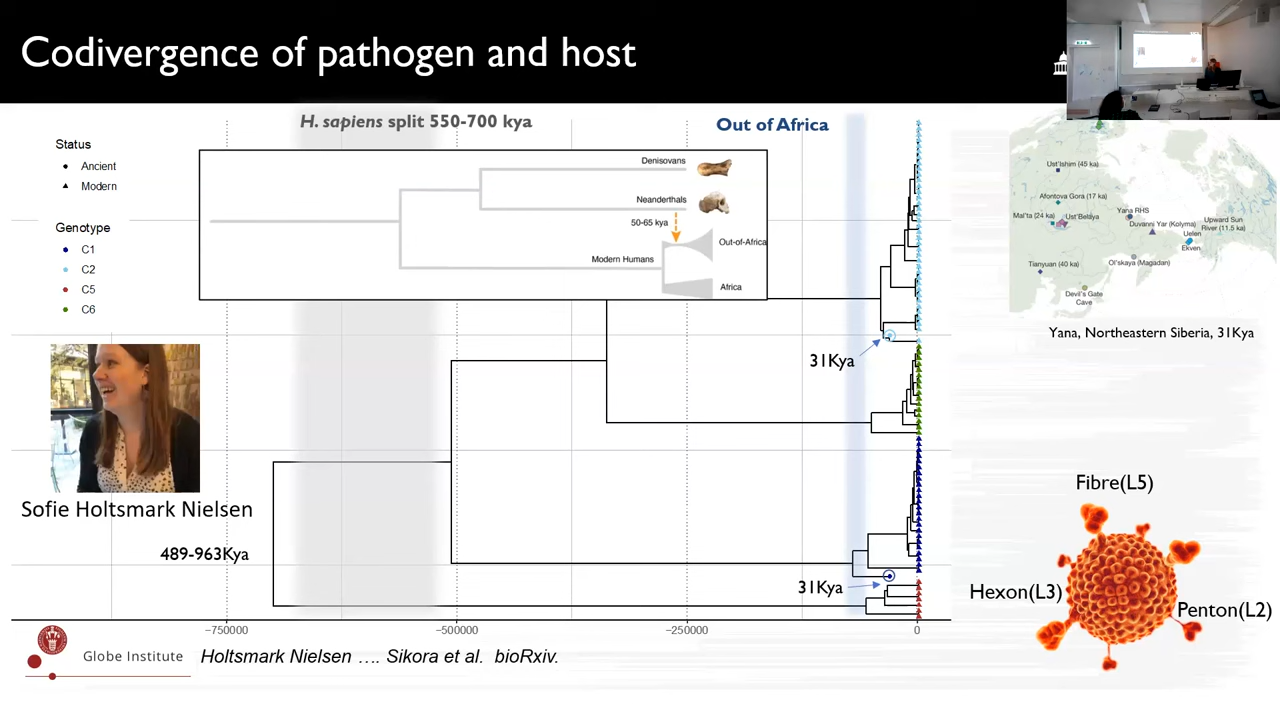 Codivergence of pathogen and host
H. sapiens split 550-700 kya
Out of Africa
Status
Ancient
Modern
Genotype
C1
C2
C5
C6
Denisovans
Neanderthals
50-65 kya
Out-of-Africa
Modern Humans
Africa
31Kya
31Kya
Sofie Holtsmark Nielsen
489-963Kya
−750000
−500000
−250000
0
Ust'Ishim (45 ka)
Afontova Gora (17 ka)
Mal'ta (24 ka)
Ust'Belaya
Yana RHS
Duvanni Yar (Kolyma)
Upward Sun
River (11.5 ka)
Uelen
Ekven
Ol'skaya (Magadan)
Tianyuan (40 ka)
Devil's Gate
Cave
Yana, Northeastern Siberia, 31Kya
Fibre(L5)
Hexon(L3)
Penton(L2)
Globe Institute
Holtsmark Nielsen …. Sikora et al. bioRxiv.